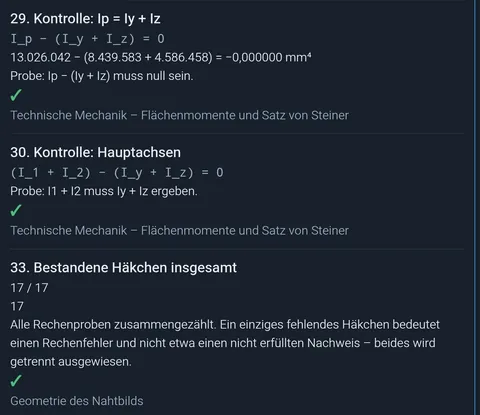 29. Kontrolle: Ip = Iy + Iz
I_p − (I_y + I_z) = 0
13.026.042 − (8.439.583 + 4.586.458) = −0,000000 mm⁴
Probe: Ip − (Iy + Iz) muss null sein.
✓
Technische Mechanik – Flächenmomente und Satz von Steiner
30. Kontrolle: Hauptachsen
(I_1 + I_2) − (I_y + I_z) = 0
Probe: I1 + I2 muss Iy + Iz ergeben.
✓
Technische Mechanik – Flächenmomente und Satz von Steiner
33. Bestandene Häkchen insgesamt
17 / 17
17
Alle Rechenproben zusammengezählt. Ein einziges fehlendes Häkchen bedeutet
einen Rechenfehler und nicht etwa einen nicht erfüllten Nachweis – beides wird
getrennt ausgewiesen.
✓
Geometrie des Nahtbilds